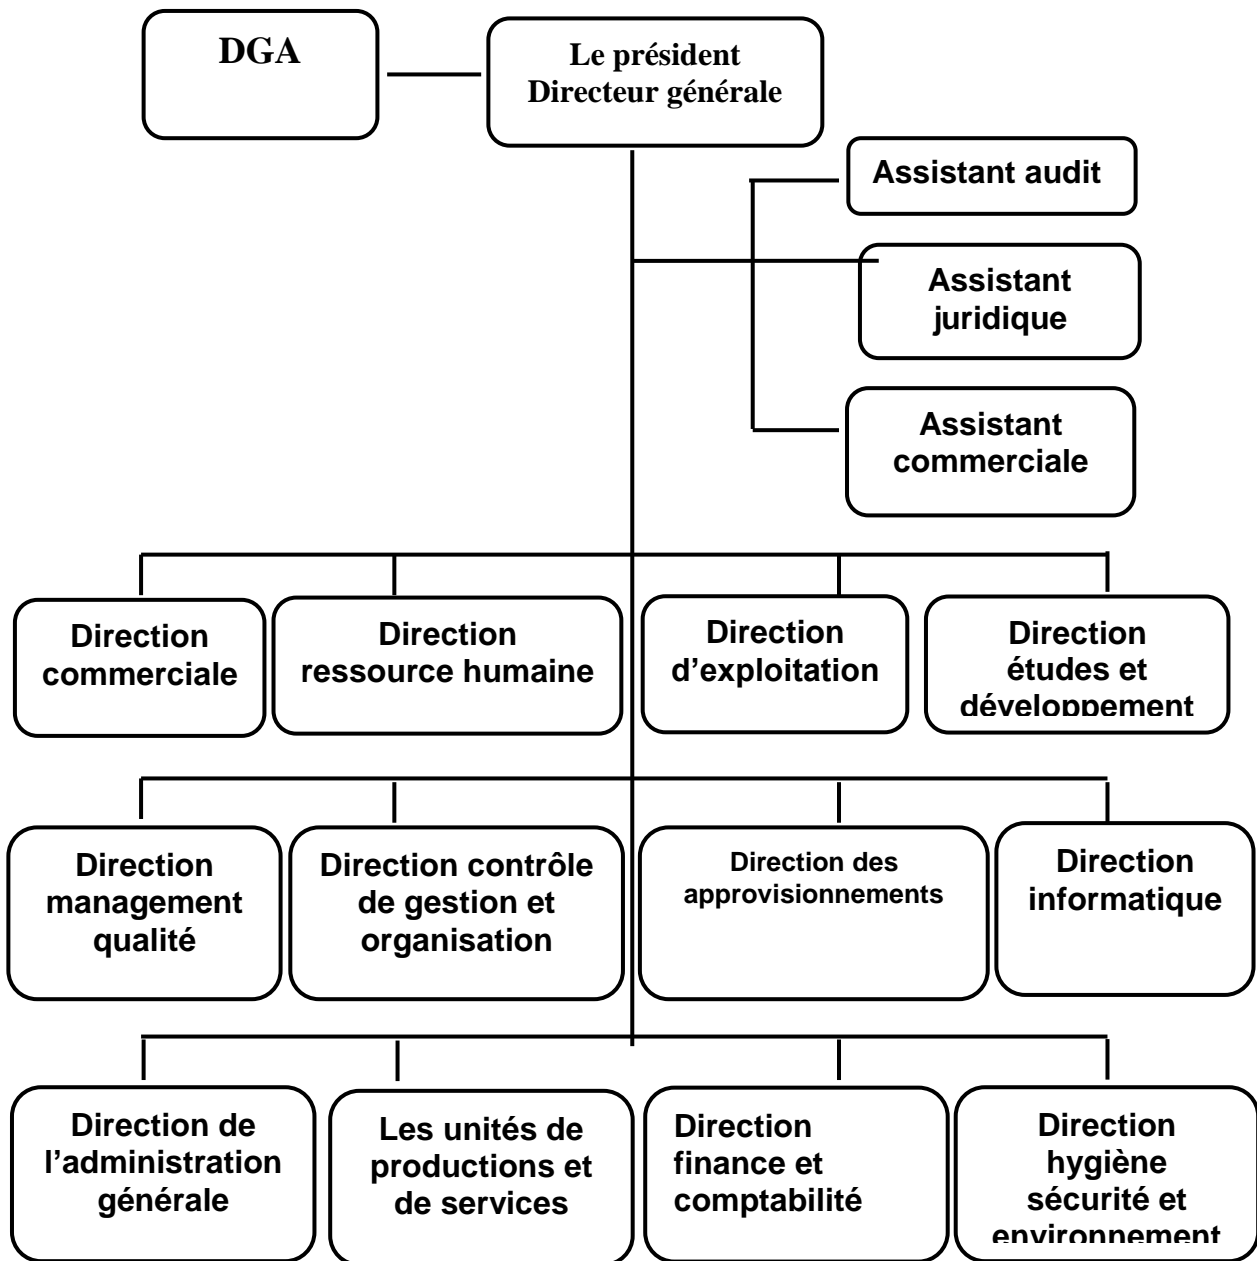 DGA
Le président
Directeur générale
Assistant audit
Assistant
juridique
Assistant
commerciale
Direction
commerciale
Direction
ressource humaine
Direction
d'exploitation
Direction
études et
développement
Direction
management
qualité
Direction contrôle
de gestion et
organisation
Direction des
approvisionnements
Direction
informatique
Direction de
l'administration
générale
Les unités de
productions et
de services
Direction
finance et
comptabilité
Direction
hygiène
sécurité et
environnement